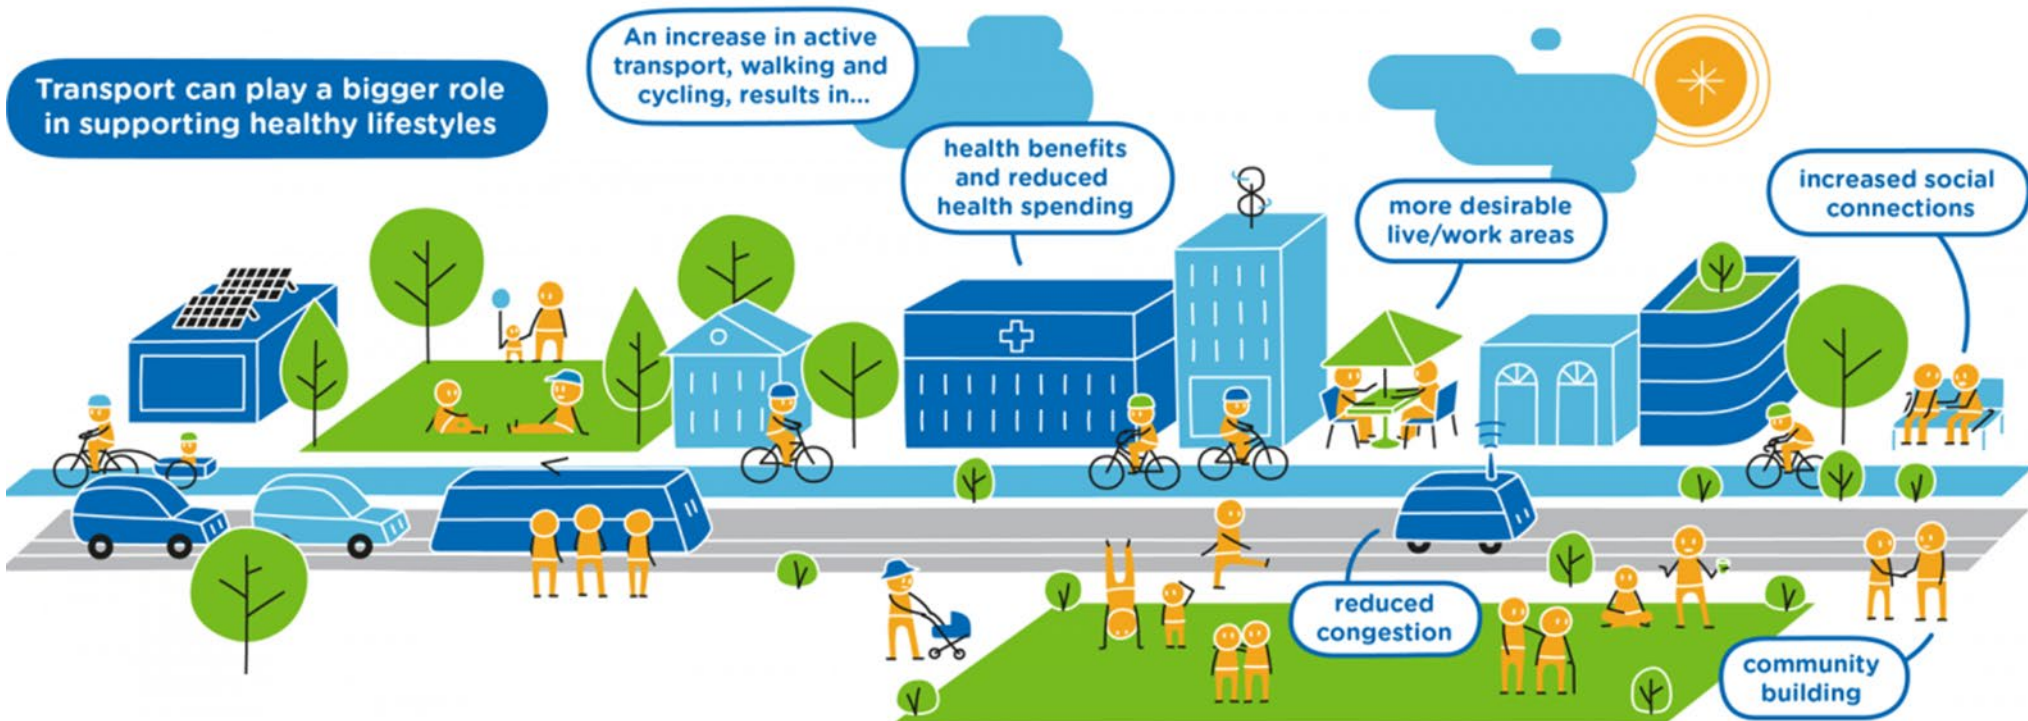 Transport can play a bigger role
in supporting healthy lifestyles
An increase in active
transport, walking and
cycling, results in...
health benefits
and reduced
health spending
more desirable
live/work areas
increased social
connections
reduced
congestion
community
building